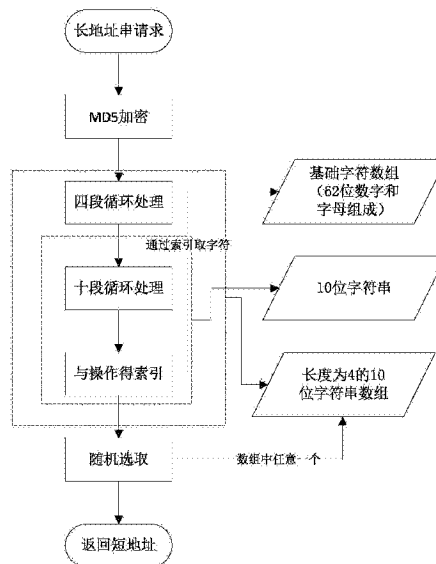 长地址串请求
MD5加密
四段循环处理
基础字符数组
（62位数字和
字母组成）
通过索引取字符
十段循环处理
10位字符串
与操作得索引
长度为4的10
位字符串数组
随机选取
数组中任意一个
返回短地址